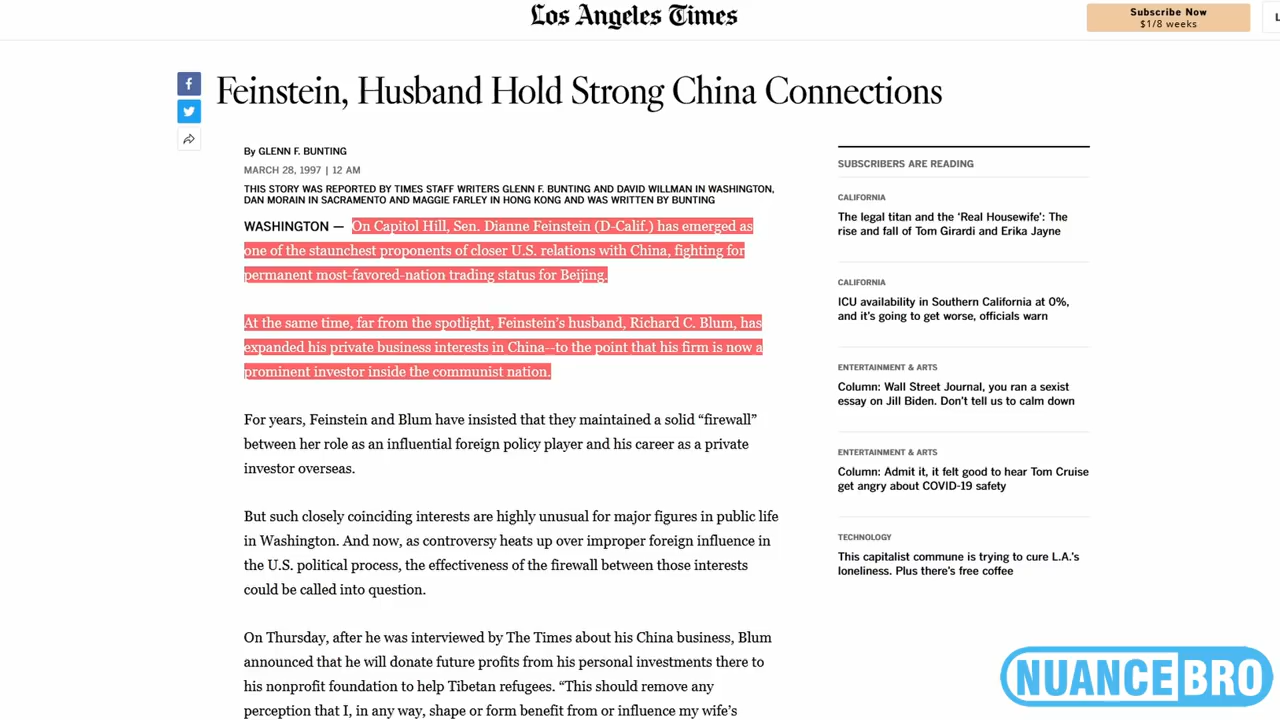 Los Angeles Times
Subscribe Now
$1/8 weeks
L
Feinstein, Husband Hold Strong China Connections
By GLENN F. BUNTING
MARCH 28, 1997 | 12 AM
THIS STORY WAS REPORTED BY TIMES STAFF WRITERS GLENN F. BUNTING AND DAVID WILLMAN IN WASHINGTON,
DAN MORAIN IN SACRAMENTO AND MAGGIE FARLEY IN HONG KONG AND WAS WRITTEN BY BUNTING
WASHINGTON — On Capitol Hill, Sen. Dianne Feinstein (D-Calif.) has emerged as
one of the staunchest proponents of closer U.S. relations with China, fighting for
permanent most-favored-nation trading status for Beijing.
At the same time, far from the spotlight, Feinstein's husband, Richard C. Blum, has
expanded his private business interests in China--to the point that his firm is now a
prominent investor inside the communist nation.
For years, Feinstein and Blum have insisted that they maintained a solid “firewall”
between her role as an influential foreign policy player and his career as a private
investor overseas.
But such closely coinciding interests are highly unusual for major figures in public life
in Washington. And now, as controversy heats up over improper foreign influence in
the U.S. political process, the effectiveness of the firewall between those interests
could be called into question.
On Thursday, after he was interviewed by The Times about his China business, Blum
announced that he will donate future profits from his personal investments there to
his nonprofit foundation to help Tibetan refugees. “This should remove any
perception that I, in any way, shape or form benefit from or influence my wife's
SUBSCRIBERS ARE READING
CALIFORNIA
The legal titan and the ‘Real Housewife’: The
rise and fall of Tom Girardi and Erika Jayne
CALIFORNIA
ICU availability in Southern California at 0%,
and it's going to get worse, officials warn
ENTERTAINMENT & ARTS
Column: Wall Street Journal, you ran a sexist
essay on Jill Biden. Don't tell us to calm down
ENTERTAINMENT & ARTS
Column: Admit it, it felt good to hear Tom Cruise
get angry about COVID-19 safety
TECHNOLOGY
This capitalist commune is trying to cure L.A.'s
loneliness. Plus there's free coffee
NUANCE BRO